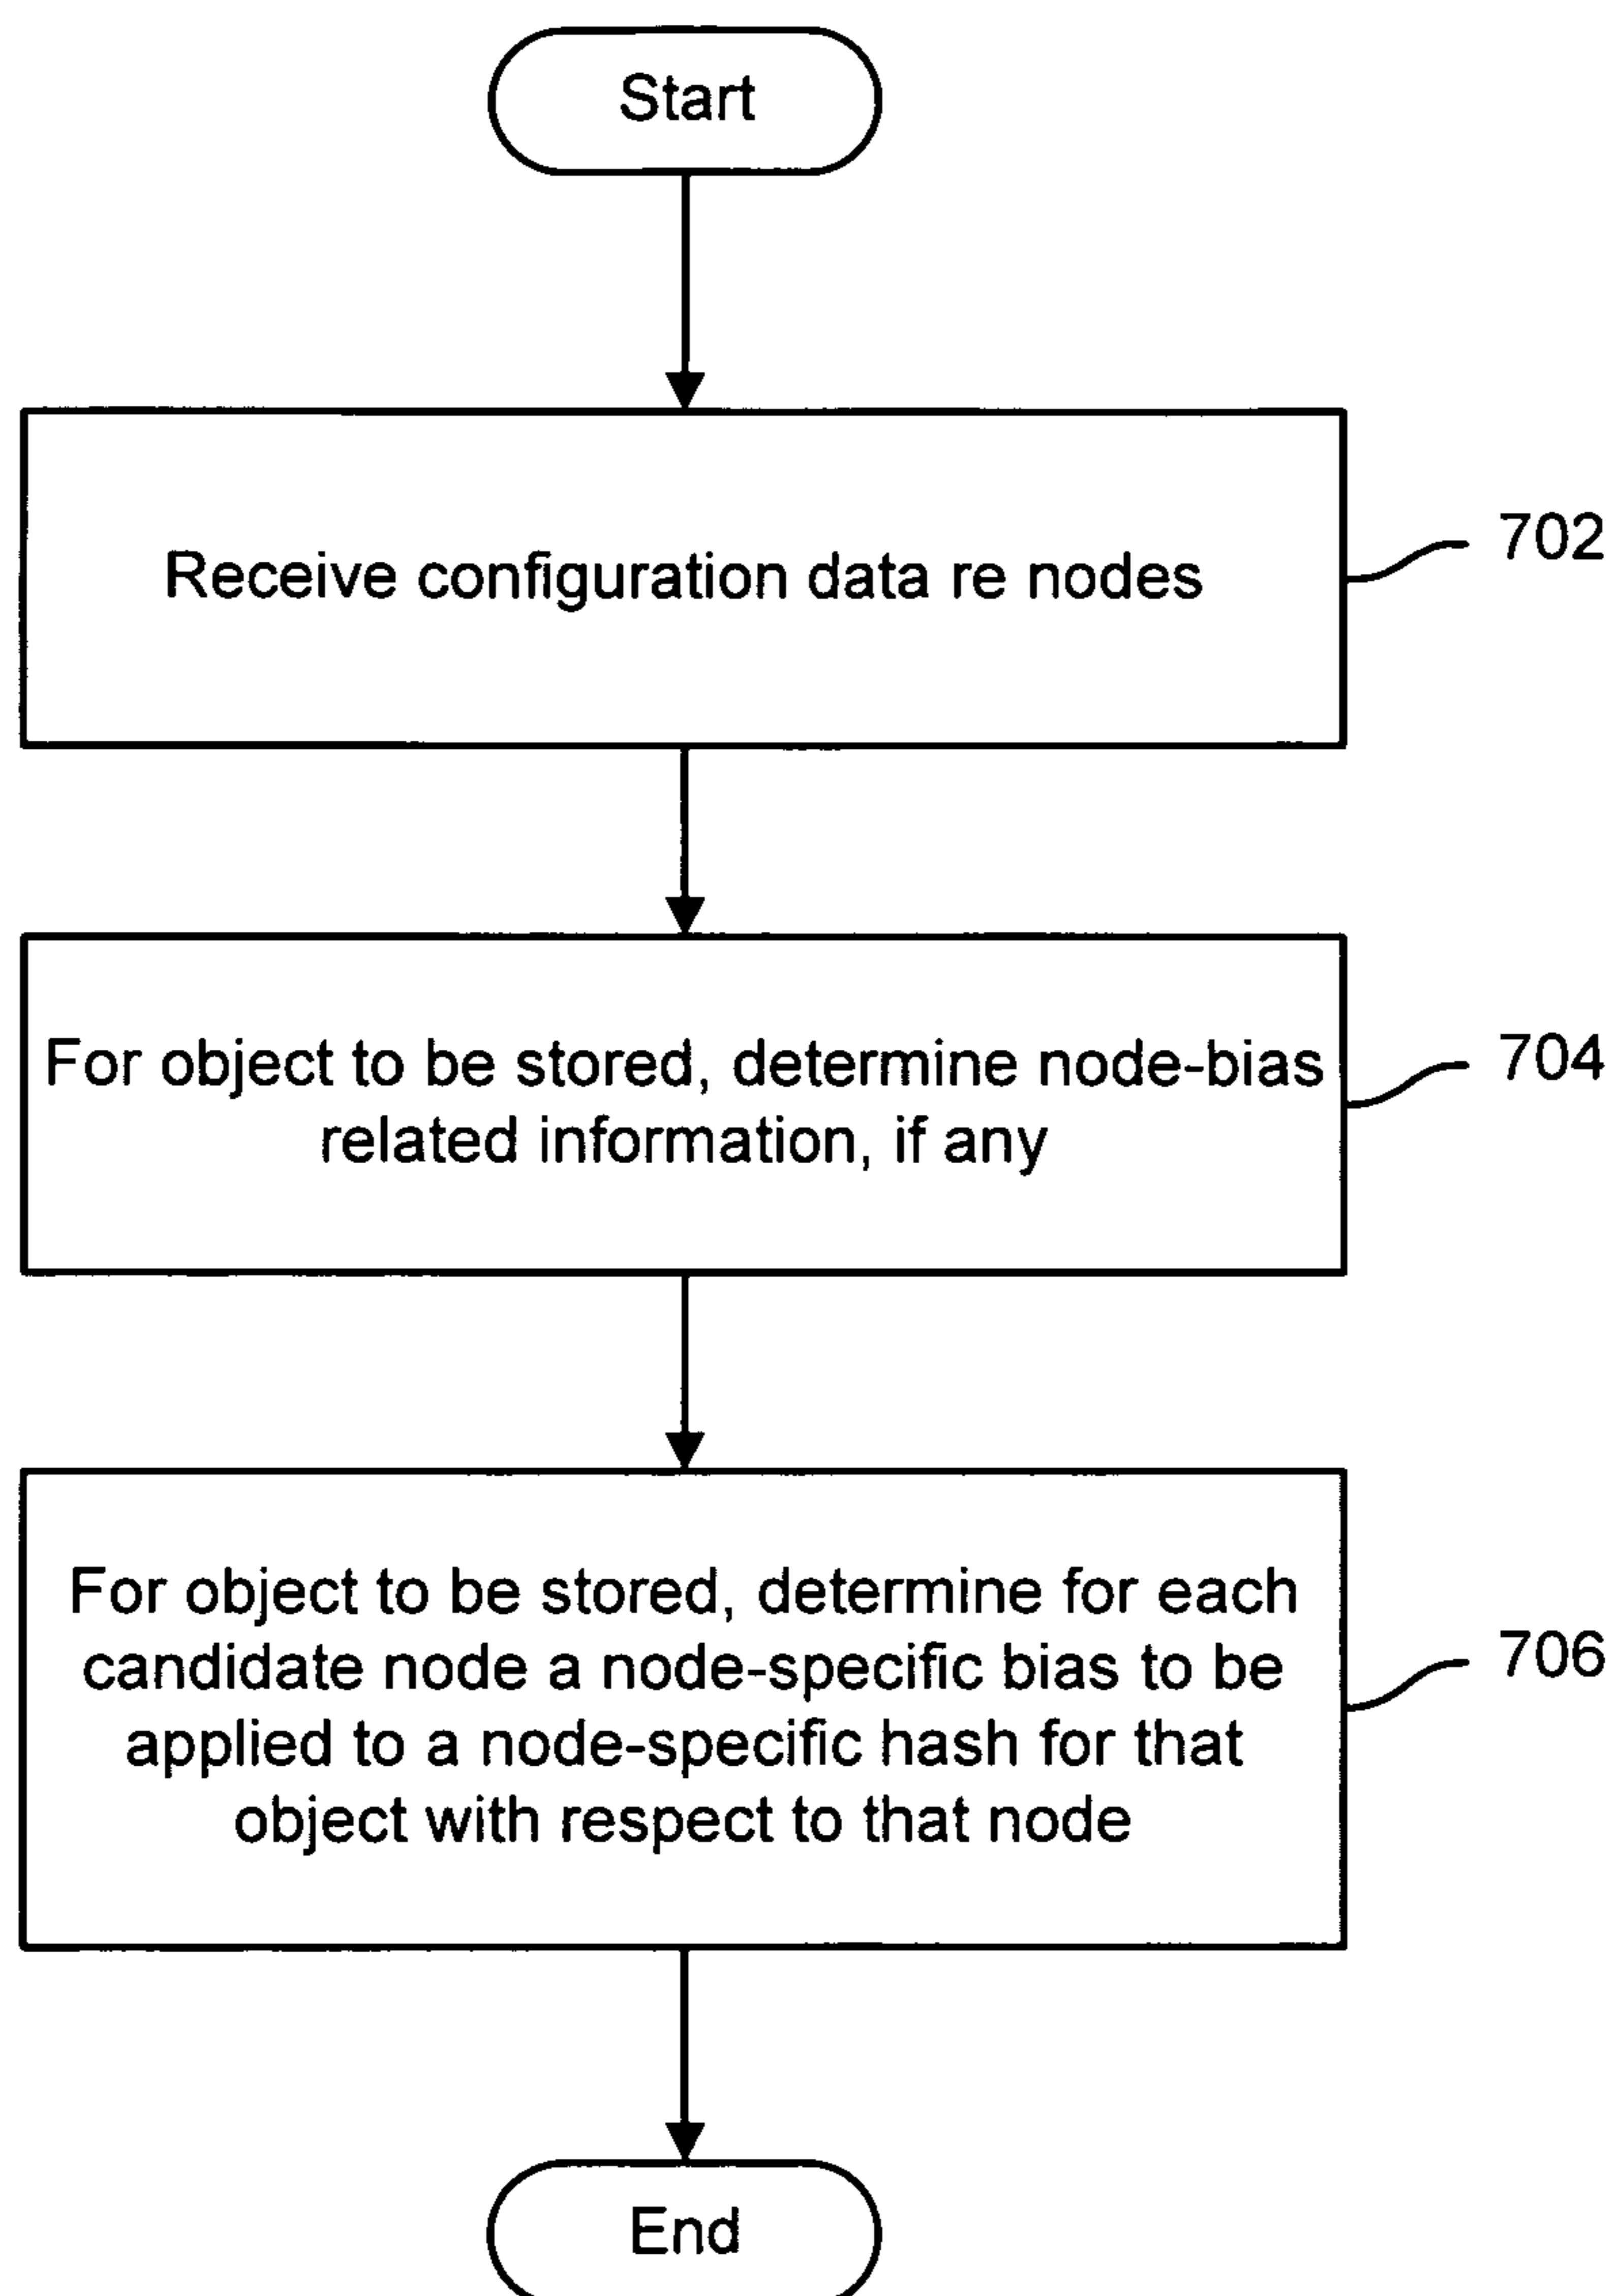 Start
Receive configuration data re nodes
702
For object to be stored, determine node-bias
related information, if any
704
For object to be stored, determine for each
candidate node a node-specific bias to be
applied to a node-specific hash for that
object with respect to that node
706
End